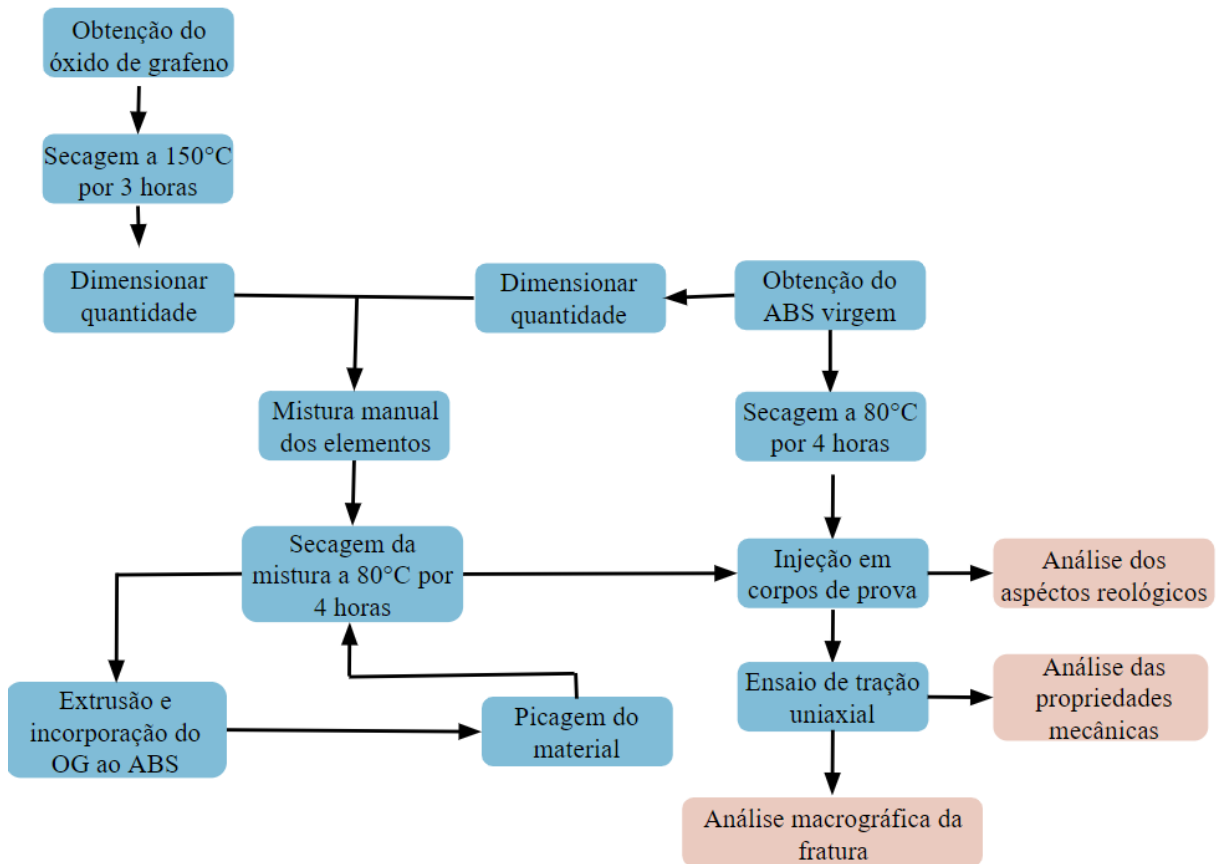 Obtenção do
óxido de grafeno
Secagem a 150°C
por 3 horas
Dimensionar
quantidade
Dimensionar
quantidade
Obtenção do
ABS virgem
Mistura manual
dos elementos
Secagem a 80°C
por 4 horas
Secagem da
mistura a 80°C por
4 horas
Injeção em
corpos de prova
Análise dos
aspéctos reológicos
Extrusão e
incorporação do
OG ao ABS
Picagem do
material
Ensaio de tração
uniaxial
Análise das
propriedades
mecânicas
Análise macrográfica da
fratura